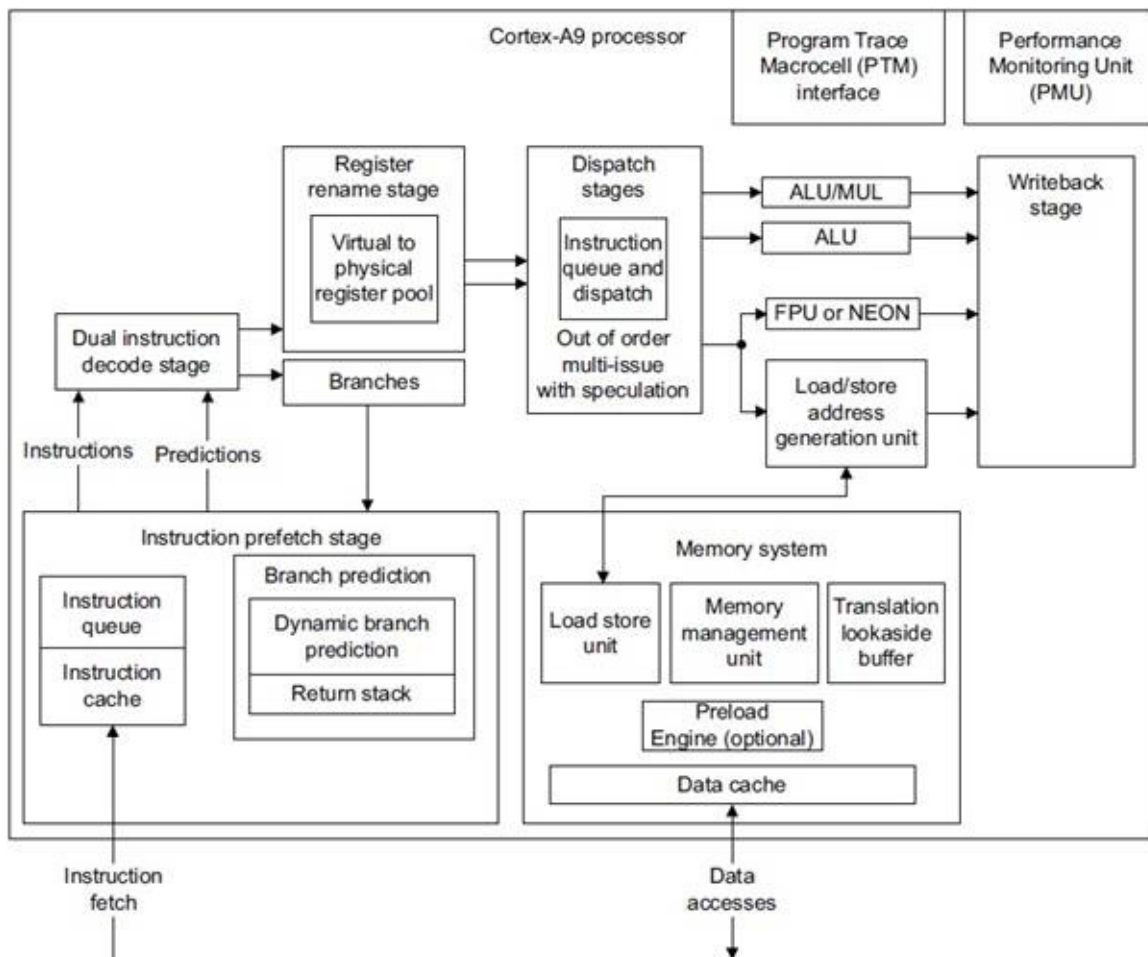 Cortex-A9 processor
Program Trace
Macrocell (PTM)
interface
Performance
Monitoring Unit
(PMU)
Register
rename stage
Virtual to
physical
register pool
Dispatch
stages
Instruction
queue and
dispatch
Out of order
multi-issue
with speculation
ALU/MUL
ALU
FPU or NEON
Load/store
address
generation unit
Writeback
stage
Dual instruction
decode stage
Branches
Instructions
Predictions
Instruction prefetch stage
Instruction
queue
Instruction
cache
Branch prediction
Dynamic branch
prediction
Return stack
Memory system
Load store
unit
Memory
management
unit
Translation
lookaside
buffer
Preload
Engine (optional)
Data cache
Instruction
fetch
Data
accesses